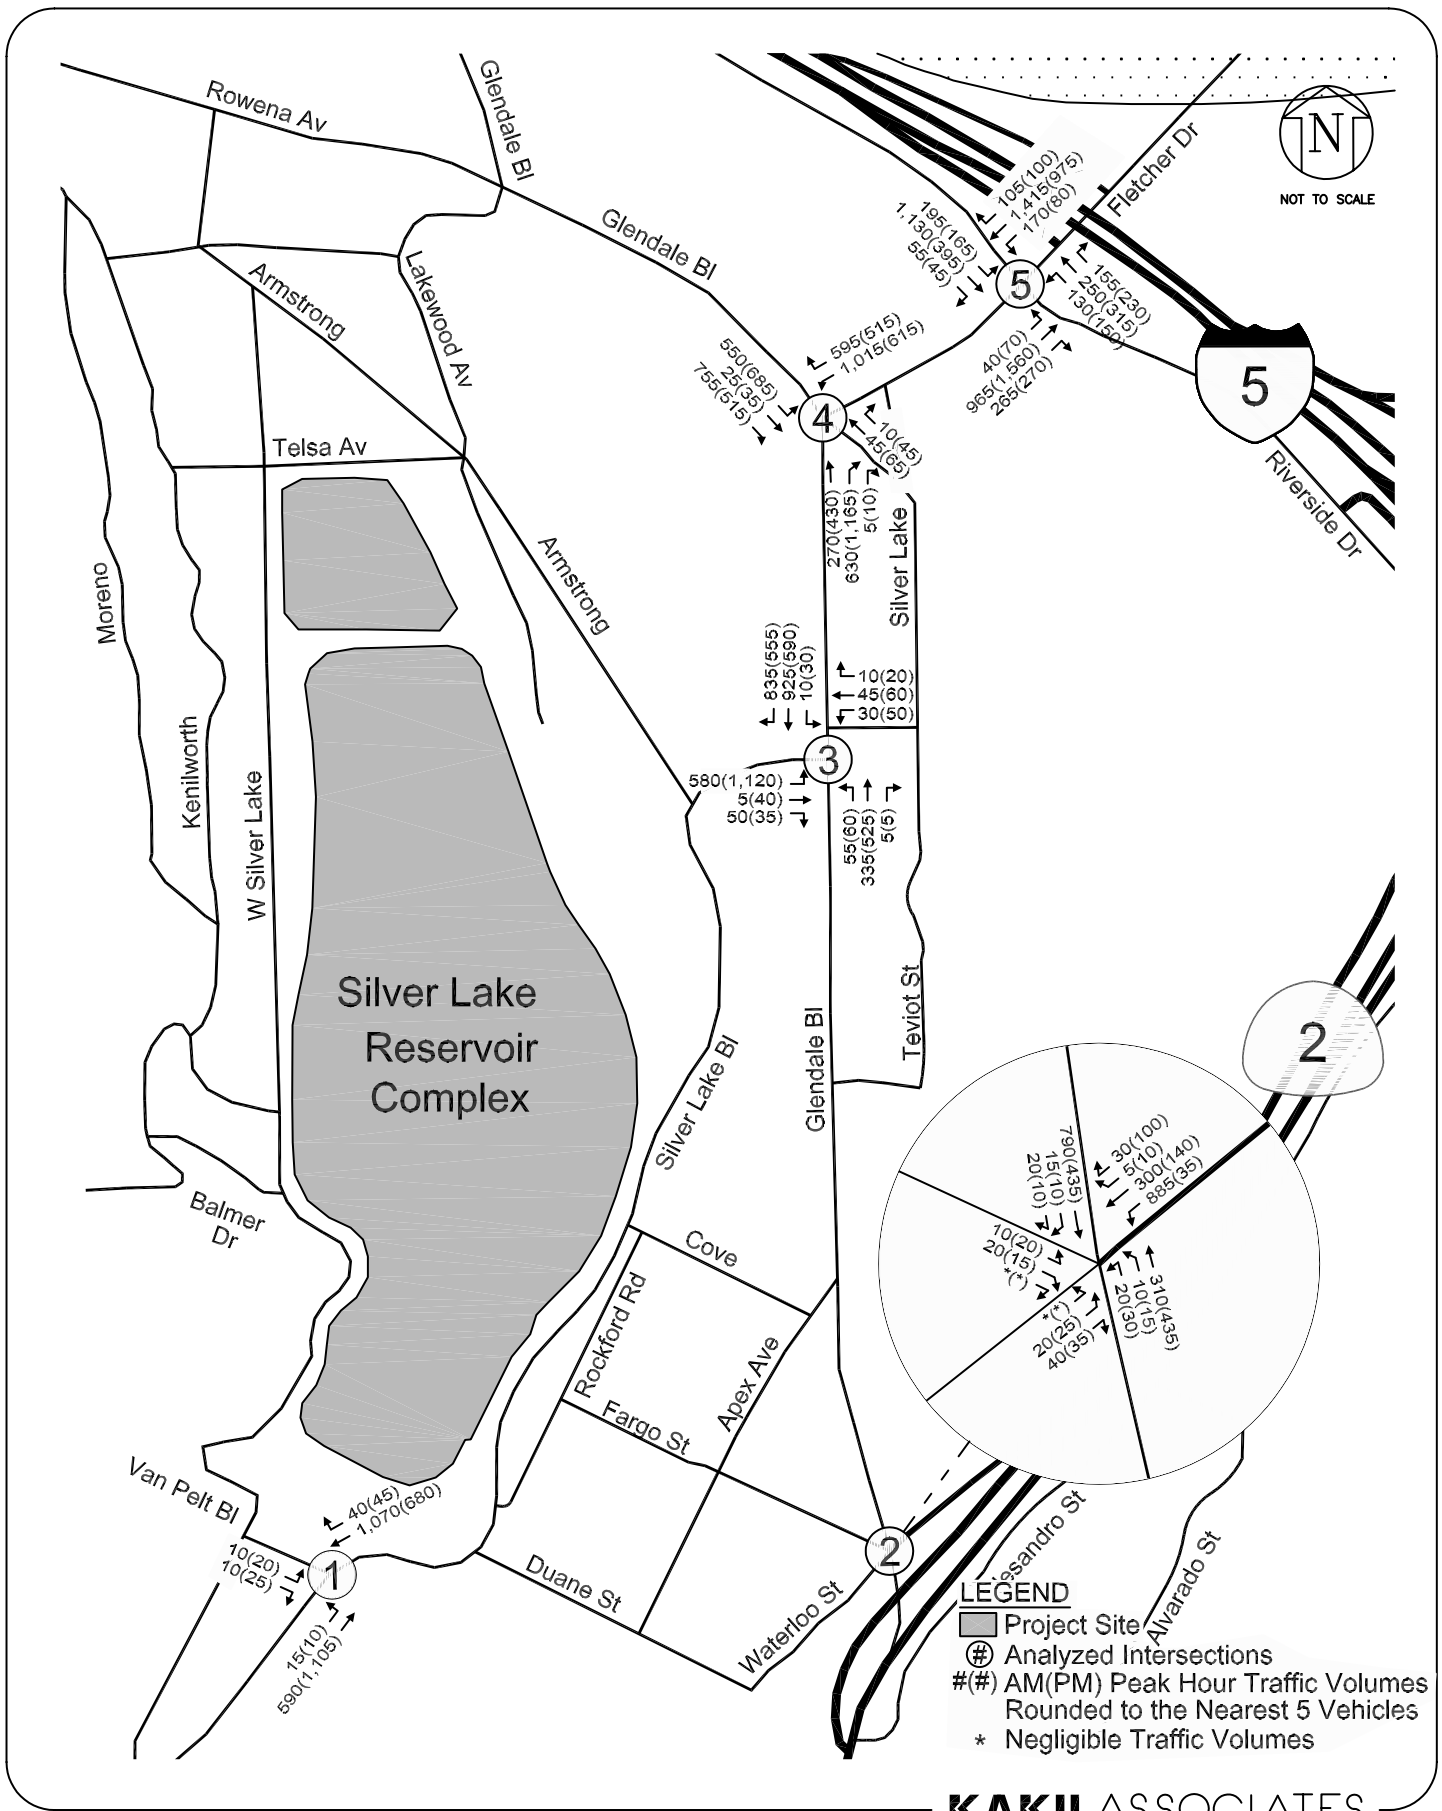 Rowena Av
Glendale Bl
Glendale Bl
Fletcher Dr
N
NOT TO SCALE
105(100)
1,415(975)
170(80)
195(165)
1,130(395)
55(45)
5
155(230)
250(315)
130(150)
40(70)
965(1,560)
265(270)
Armstrong
Lakewood Av
595(515)
1,015(615)
550(685)
25(35)
755(515)
4
10(45)
45(65)
270(430)
630(1,165)
5(10)
5
Riverside Dr
Telsa Av
Silver Lake
Armstrong
Moreno
Kenilworth
W Silver Lake
835(555)
925(590)
10(30)
10(20)
45(60)
30(50)
3
580(1,120)
5(40)
50(35)
55(60)
335(525)
5(5)
Silver Lake
Reservoir
Complex
Silver Lake Bl
Glendale Bl
Teviot St
2
790(435)
15(10)
20(10)
30(100)
5(10)
300(140)
885(35)
10(20)
20(15)
*(*)
*(*)
20(25)
40(35)
310(435)
10(15)
20(30)
Balmer
Dr
Cove
Rockford Rd
Apex Ave
Fargo St
Van Pelt Bl
40(45)
1,070(680)
10(20)
10(25)
1
15(10)
590(1,105)
Duane St
Waterloo St
2
esandro St
Alvarado St
LEGEND
Project Site
# Analyzed Intersections
#(#) AM(PM) Peak Hour Traffic Volumes
Rounded to the Nearest 5 Vehicles
* Negligible Traffic Volumes
ASSOCIATES